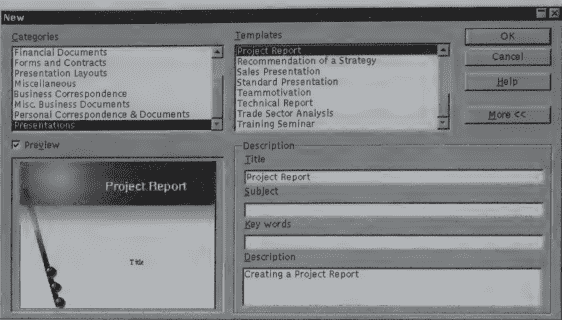 New
Categories
Financial Documents
Forms and Contracts
Presentation Layouts
Miscellaneous
Business Correspondence
Misc. Business Documents
Personal Correspondence & Documents
Presentations
Templates
Project Report
Recommendation of a Strategy
Sales Presentation
Standard Presentation
Teammotivation
Technical Report
Trade Sector Analysis
Training Seminar
OK
Cancel
Help
More <<
Preview
Project Report
Title
Description
Title
Project Report
Subject
Key words
Description
Creating a Project Report